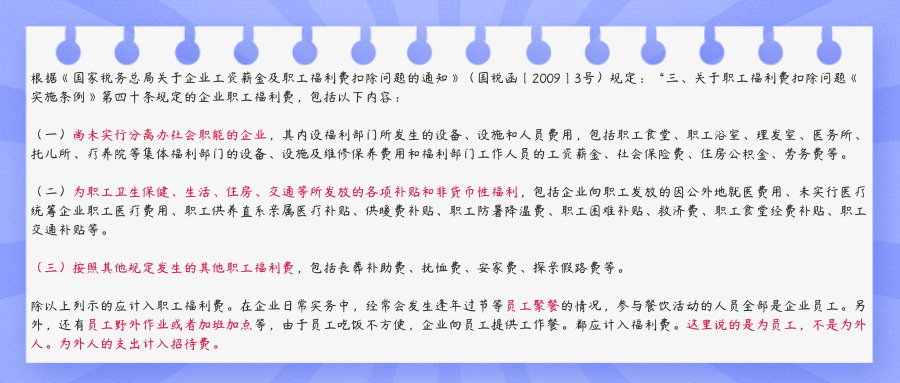 根据《国家税务总局关于企业工资薪金及职工福利费扣除问题的通知》（国税函〔2009〕3号）规定：“三、关于职工福利费扣除问题《
实施条例》第四十条规定的企业职工福利费，包括以下内容：
（一）尚未实行分离办社会职能的企业，其内设福利部门所发生的设备、设施和人员费用，包括职工食堂、职工浴室、理发室、医务所、
托儿所、疗养院等集体福利部门的设备、设施及维修保养费用和福利部门工作人员的工资薪金、社会保险费、住房公积金、劳务费等。
（二）为职工卫生保健、生活、住房、交通等所发放的各项补贴和非货币性福利，包括企业向职工发放的因公外地就医费用、未实行医疗
统筹企业职工医疗费用、职工供养直系亲属医疗补贴、供暖费补贴、职工防暑降温费、职工困难补贴、救济费、职工食堂经费补贴、职工
交通补贴等。
（三）按照其他规定发生的其他职工福利费，包括丧葬补助费、抚恤费、安家费、探亲假路费等。
除以上列示的应计入职工福利费。在企业日常实务中，经常会发生逢年过节等员工聚餐的情况，参与餐饮活动的人员全部是企业员工。另
外，还有员工野外作业或者加班加点等，由于员工吃饭不方便，企业向员工提供工作餐。都应计入福利费。这里说的是为员工，不是为外
人。为外人的支出计入招待费。